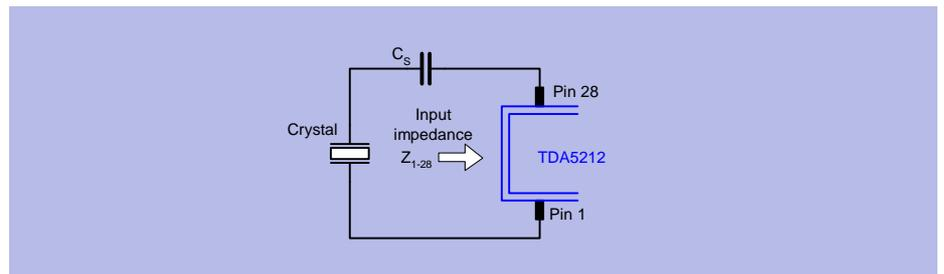 C_S
Pin 28
Input
Crystal
impedance
Z_1-28
TDA5212
Pin 1